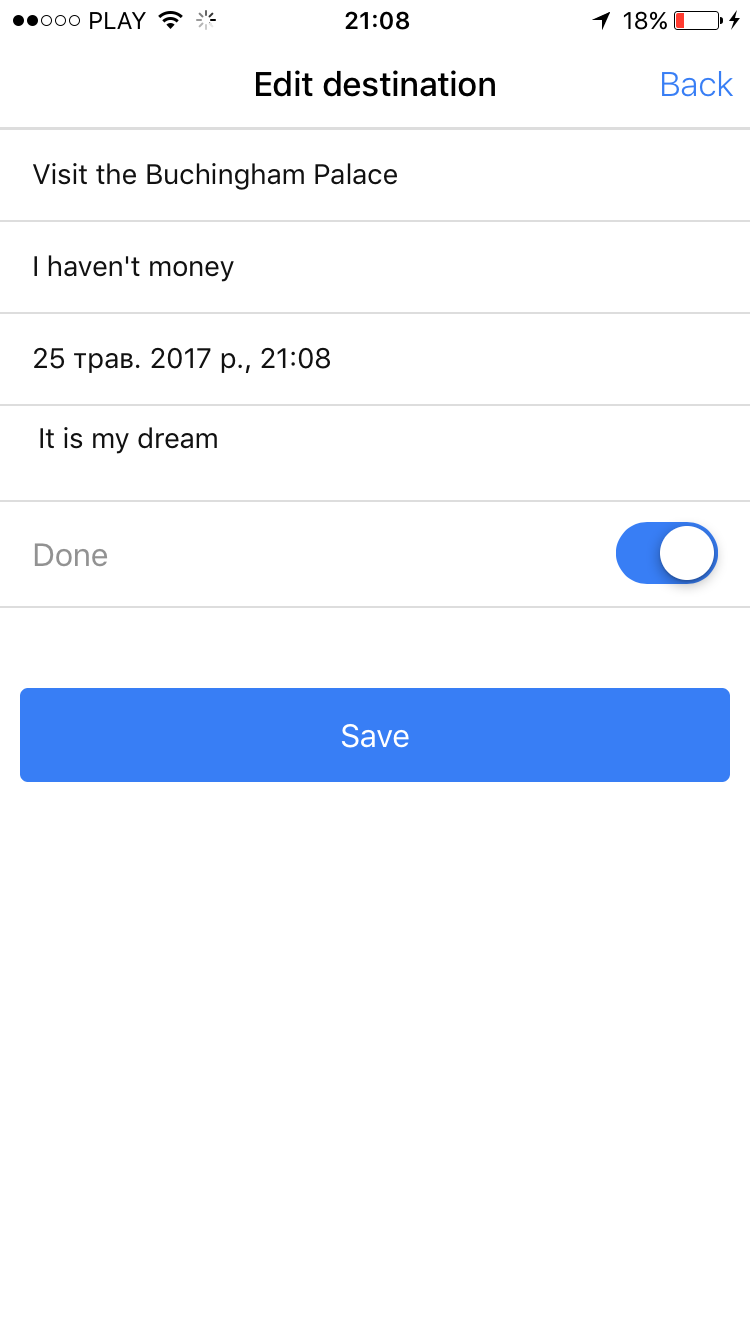 PLAY 21:08 18%
Edit destination Back
Visit the Buchingham Palace
I haven't money
25 трав. 2017 р., 21:08
It is my dream
Done
Save